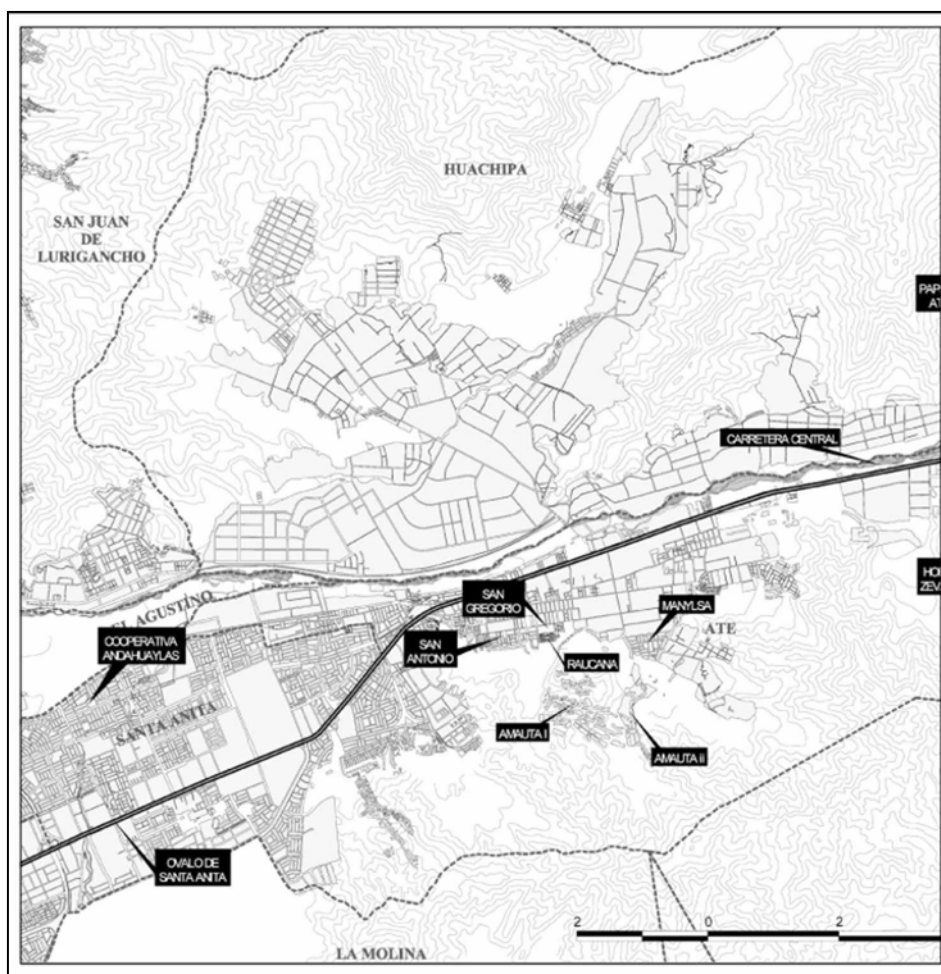 HUACHIPA
SAN JUAN
DE
LURIGANCHO
CARRETERA CENTRAL
SAN
GREGORIO
MANYLSA
EL AGUSTINO
COOPERATIVA
ANDAHUAYLAS
SAN
ANTONIO
ATE
RAUCANA
SANTA ANITA
AMAUTA I
AMAUTA ii
OVALO DE
SANTA ANITA
2 0 2
LA MOLINA